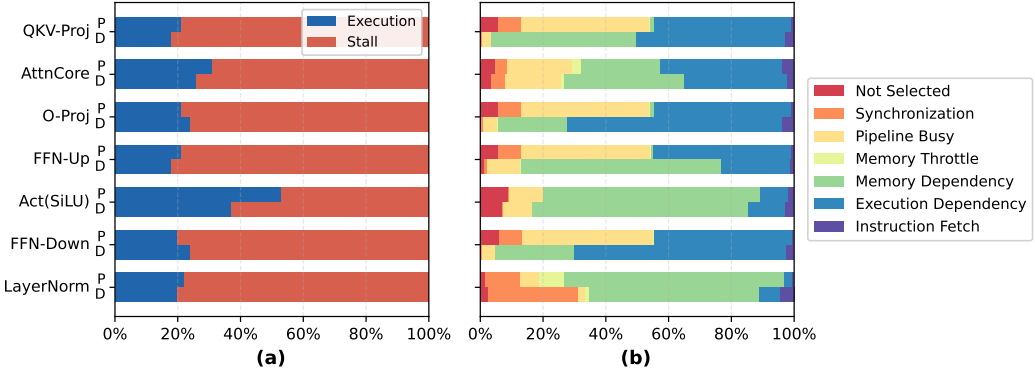 QKV-Proj P
D
AttnCore P
D
O-Proj P
D
FFN-Up P
D
Act(SiLU) P
D
FFN-Down P
D
LayerNorm P
D
0% 20% 40% 60% 80% 100%
(a)
Execution
Stall
0% 20% 40% 60% 80% 100%
(b)
Not Selected
Synchronization
Pipeline Busy
Memory Throttle
Memory Dependency
Execution Dependency
Instruction Fetch